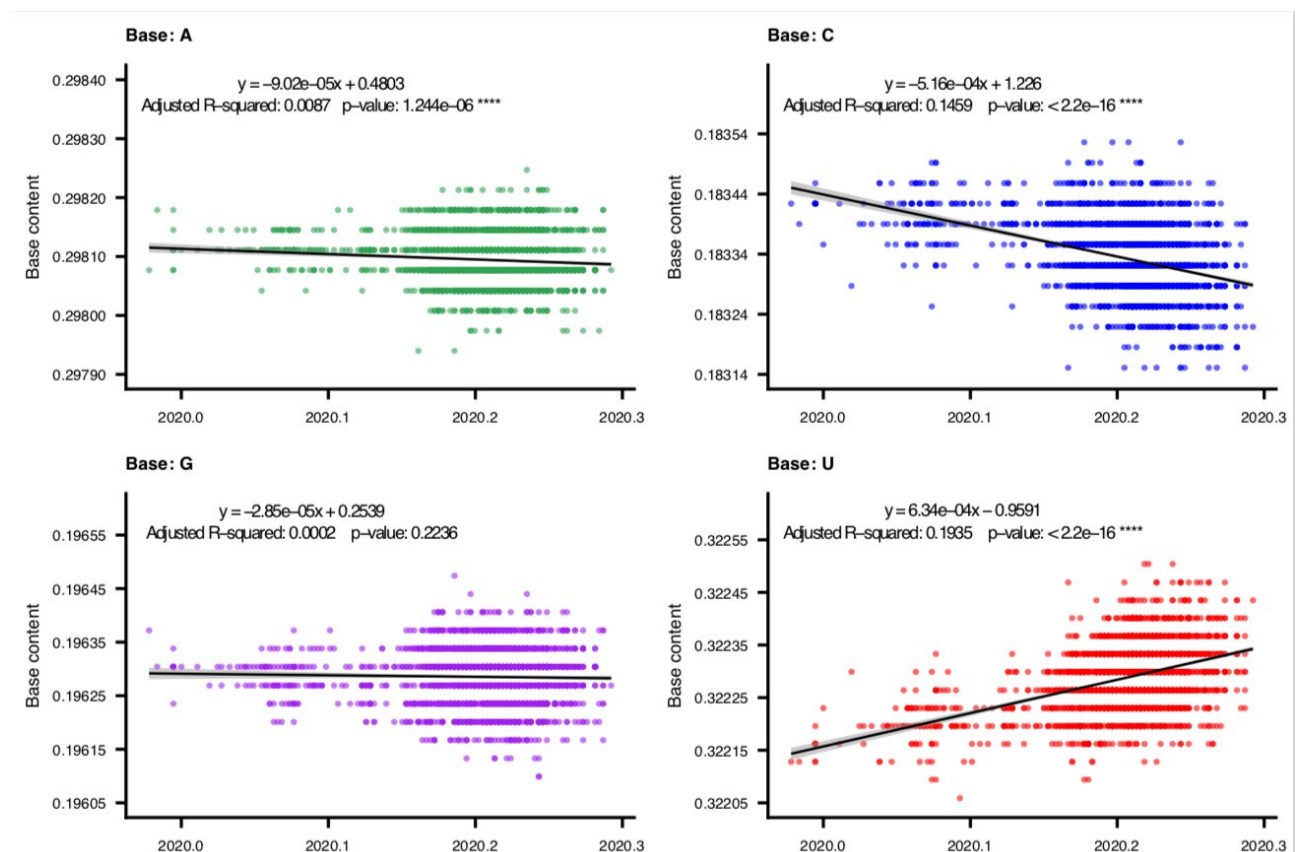 Base: A
y = −9.02e−05x + 0.4803
Adjusted R−squared: 0.0087 p−value: 1.244e−06 ****
0.29840
0.29830
0.29820
0.29810
0.29800
0.29790
Base content
2020.0 2020.1 2020.2 2020.3
Base: C
y = −5.16e−04x + 1.226
Adjusted R−squared: 0.1459 p−value: < 2.2e−16 ****
0.18354
0.18344
0.18334
0.18324
0.18314
Base content
2020.0 2020.1 2020.2 2020.3
Base: G
y = −2.85e−05x + 0.2539
Adjusted R−squared: 0.0002 p−value: 0.2236
0.19655
0.19645
0.19635
0.19625
0.19615
0.19605
Base content
2020.0 2020.1 2020.2 2020.3
Base: U
y = 6.34e−04x − 0.9591
Adjusted R−squared: 0.1935 p−value: < 2.2e−16 ****
0.32255
0.32245
0.32235
0.32225
0.32215
0.32205
Base content
2020.0 2020.1 2020.2 2020.3